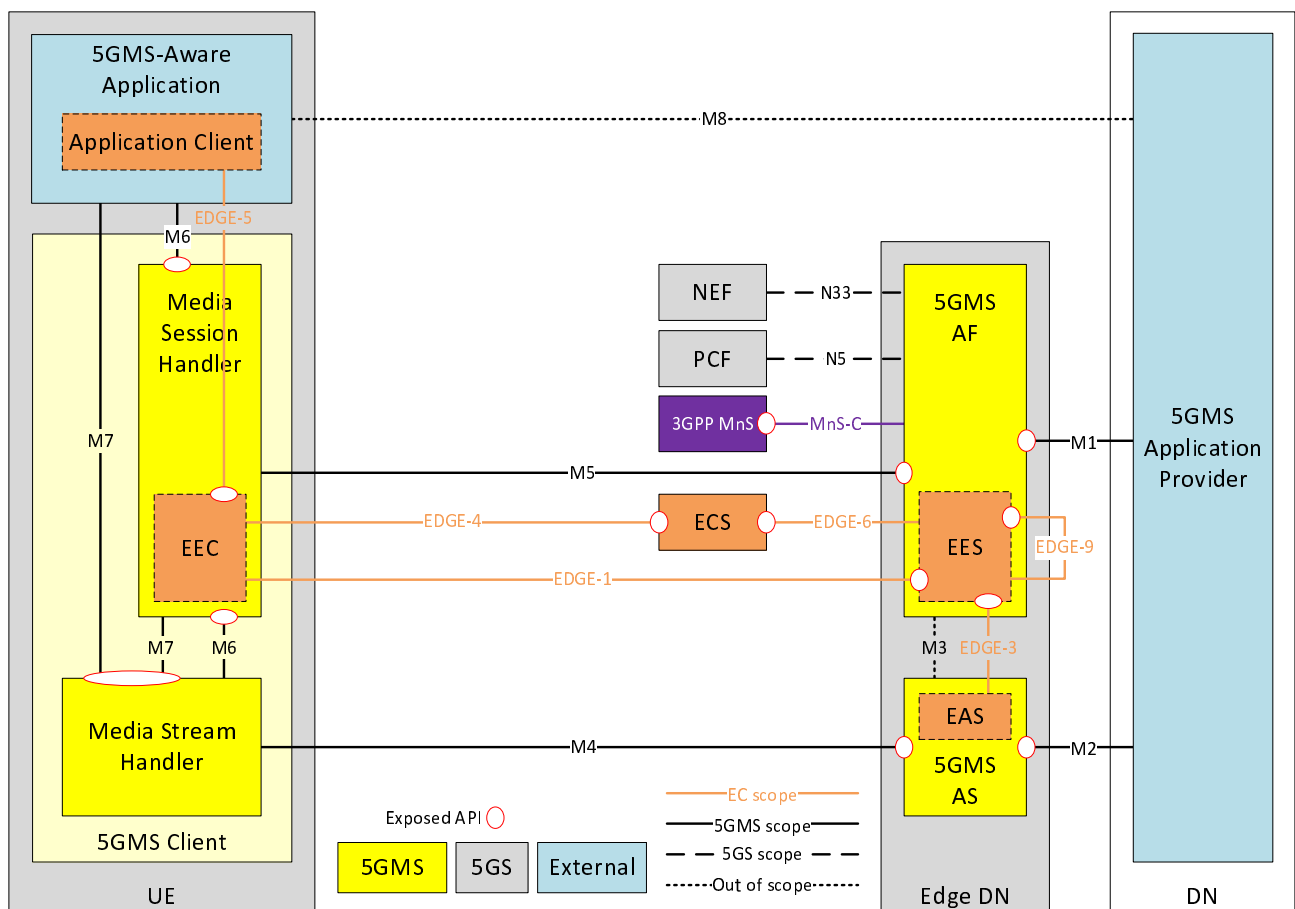 5GMS-Aware
Application
Application Client
M8
EDGE-5
M6
Media
Session
Handler
M7
NEF
N33
5GMS
AF
PCF
N5
3GPP MnS
MnS-C
M1
5GMS
Application
Provider
M5
EEC
EDGE-4
ECS
EDGE-6
EES
EDGE-9
EDGE-1
M7
M6
M3
EDGE-3
Media Stream
Handler
M4
EAS
5GMS
AS
M2
5GMS Client
UE
Exposed API
5GMS
5GS
External
EC scope
5GMS scope
5GS scope
Out of scope
Edge DN
DN